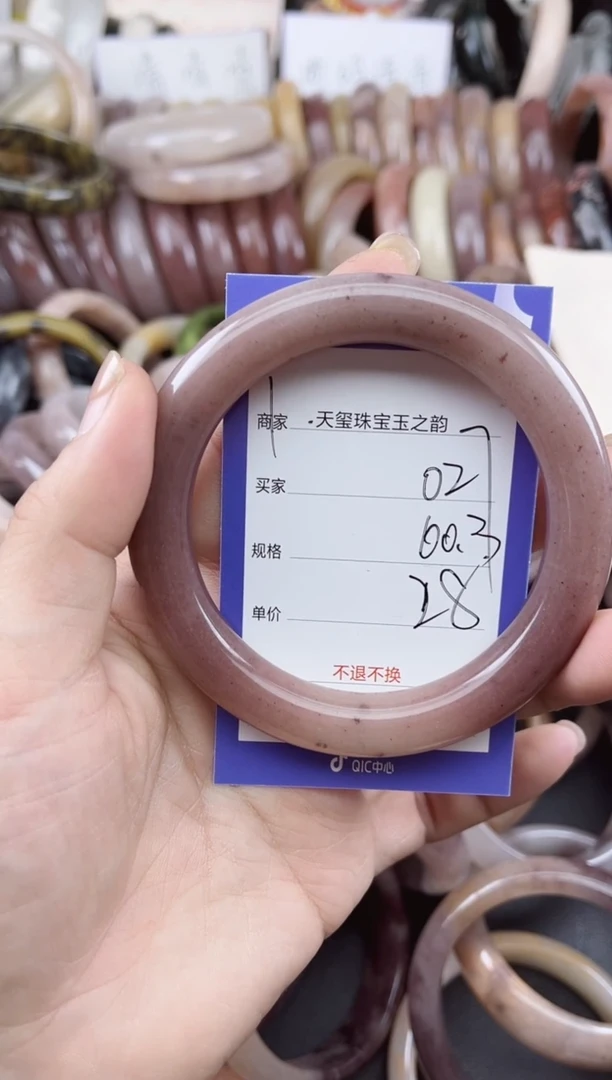 商家 .天玺珠宝玉之韵
买家 02
规格 60.3
单价 28
不退不换
QIC中心